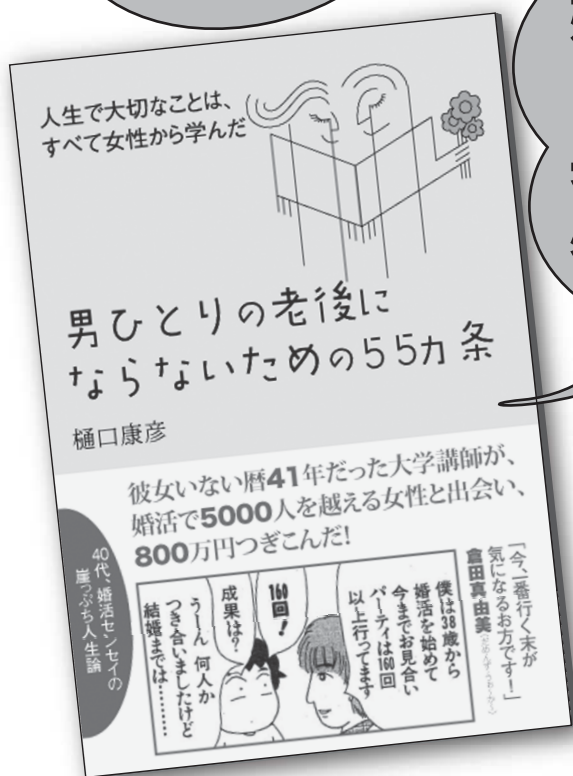 人生で大切なことは、
すべて女性から学んだ
男ひとりの老後に
ならないための55カ条
樋口康彦
彼女いない暦41年だった大学講師が、
婚活で5000人を越える女性と出会い、
800万円つぎこんだ!
40代、婚活センセイの
崖っぷち人生論
僕は38歳から
婚活を始めて
今までお見合い
パーティは160回
以上行ってます
160回!
成果は?
うーん 何人か
つき合いましたけど
結婚までは………
「今、一番行く末が
気になるお方です!」
倉田真由美